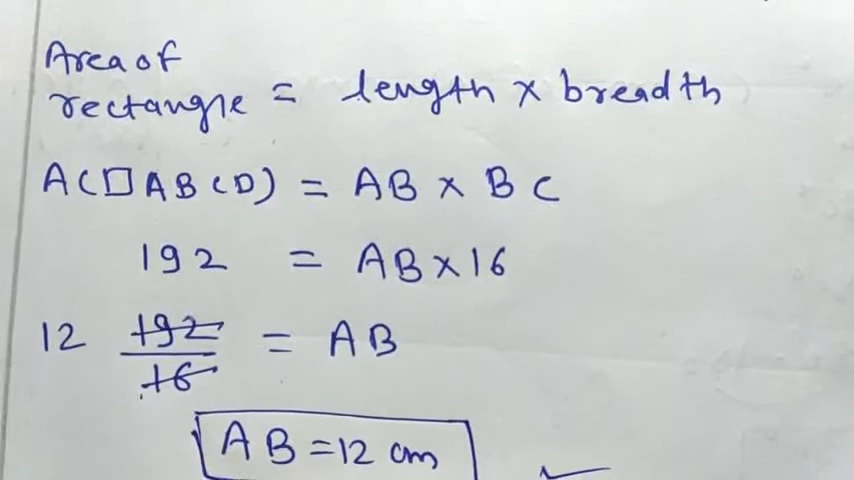 Area of
rectangle = length × breadth
A(□ABCD) = AB × BC
192 = AB × 16
12 192/16 = AB
AB = 12 cm